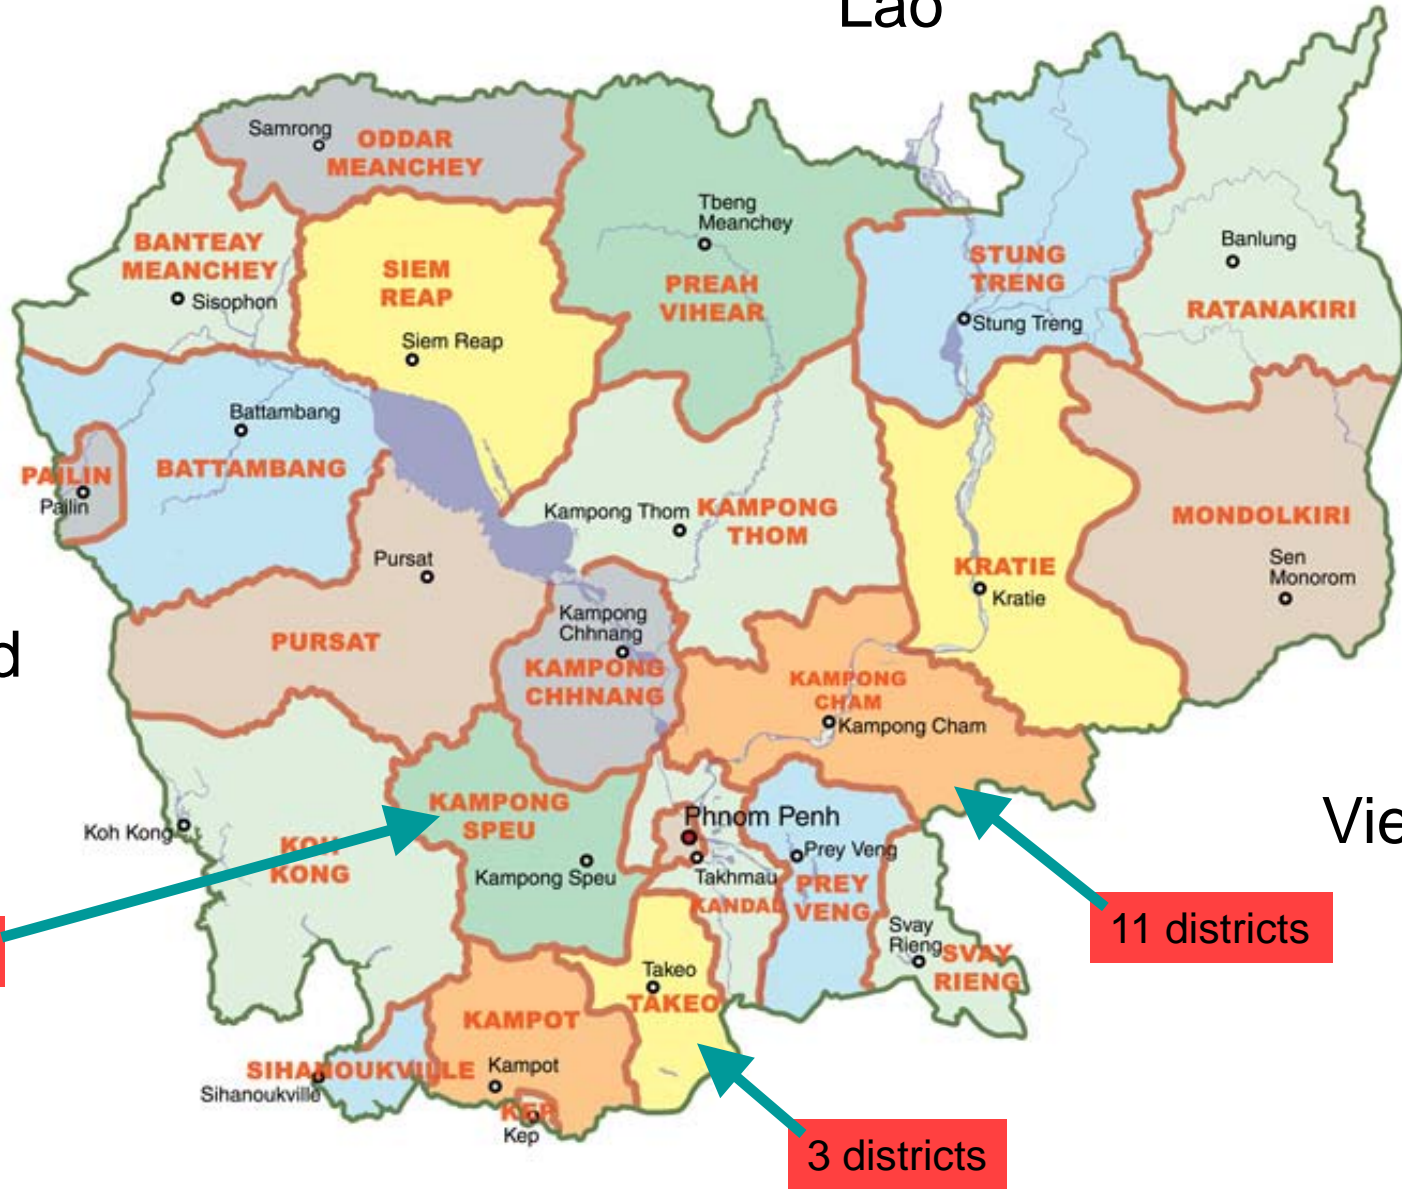 Lao
Samrong
ODDAR
MEANCHEY
Tbeng
Meanchey
BANTEAY
MEANCHEY
Sisophon
SIEM
REAP
Siem Reap
PREAH
VIHEAR
STUNG
TRENG
Stung Treng
Banlung
RATANAKIRI
Battambang
BATTAMBANG
PAILIN
Pailin
Kampong Thom
KAMPONG
THOM
MONDOLKIRI
Sen
Monorom
Pursat
PURSAT
KRATIE
Kratie
Kampong
Chhnang
KAMPONG
CHHNANG
d
KAMPONG
CHAM
Kampong Cham
KAMPONG
SPEU
Kampong Speu
Koh Kong
KOH
KONG
Phnom Penh
Takhmau
KANDAL
Prey Veng
PREY
VENG
Vie
11 districts
Svay
Rieng
SVAY
RIENG
Takeo
TAKEO
KAMPOT
Kampot
SIHANOUKVILLE
Sihanoukville
KEP
Kep
3 districts